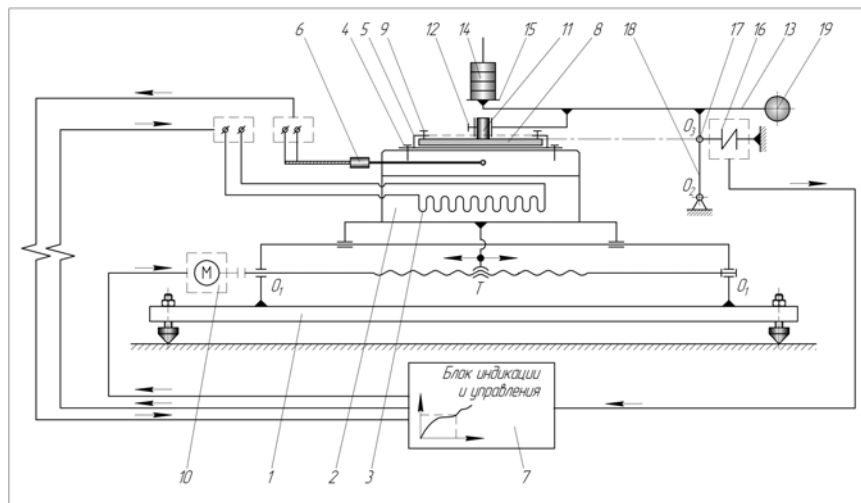 6 4 5 9 12 14 15 11 8 18 17 16 13 19
O₃
O₂
M
O₁ T O₁
Блок индикации
и управления
10 1 2 3 7